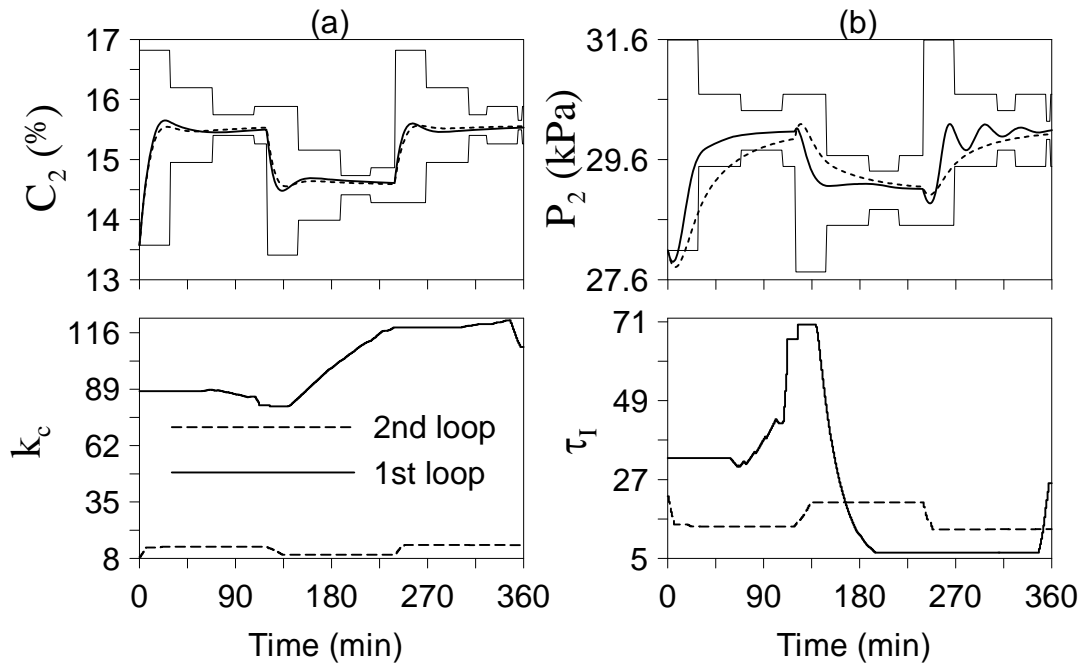 (a)
17
16
15
14
13
C₂ (%)
(b)
31.6
29.6
27.6
P₂ (kPa)
116
89
62
35
8
k_c
2nd loop
1st loop
0 90 180 270 360
Time (min)
71
49
27
5
τ_I
0 90 180 270 360
Time (min)